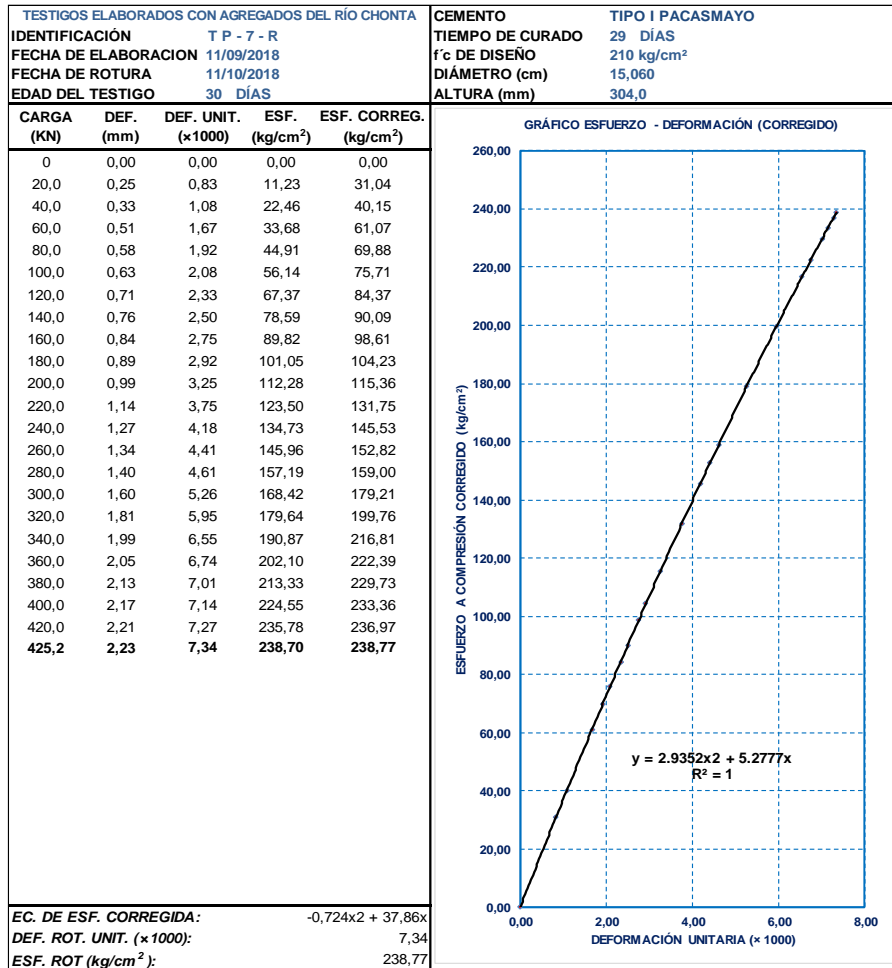 TESTIGOS ELABORADOS CON AGREGADOS DEL RÍO CHONTA
IDENTIFICACIÓN T P - 7 - R
FECHA DE ELABORACION 11/09/2018
FECHA DE ROTURA 11/10/2018
EDAD DEL TESTIGO 30 DÍAS
CEMENTO TIPO I PACASMAYO
TIEMPO DE CURADO 29 DÍAS
f´c DE DISEÑO 210 kg/cm²
DIÁMETRO (cm) 15,060
ALTURA (mm) 304,0
CARGA DEF. DEF. UNIT. ESF. ESF. CORREG.
(KN) (mm) (×1000) (kg/cm²) (kg/cm²)
0 0,00 0,00 0,00 0,00
20,0 0,25 0,83 11,23 31,04
40,0 0,33 1,08 22,46 40,15
60,0 0,51 1,67 33,68 61,07
80,0 0,58 1,92 44,91 69,88
100,0 0,63 2,08 56,14 75,71
120,0 0,71 2,33 67,37 84,37
140,0 0,76 2,50 78,59 90,09
160,0 0,84 2,75 89,82 98,61
180,0 0,89 2,92 101,05 104,23
200,0 0,99 3,25 112,28 115,36
220,0 1,14 3,75 123,50 131,75
240,0 1,27 4,18 134,73 145,53
260,0 1,34 4,41 145,96 152,82
280,0 1,40 4,61 157,19 159,00
300,0 1,60 5,26 168,42 179,21
320,0 1,81 5,95 179,64 199,76
340,0 1,99 6,55 190,87 216,81
360,0 2,05 6,74 202,10 222,39
380,0 2,13 7,01 213,33 229,73
400,0 2,17 7,14 224,55 233,36
420,0 2,21 7,27 235,78 236,97
425,2 2,23 7,34 238,70 238,77
EC. DE ESF. CORREGIDA: -0,724x2 + 37,86x
DEF. ROT. UNIT. (×1000): 7,34
ESF. ROT (kg/cm²): 238,77
GRÁFICO ESFUERZO - DEFORMACIÓN (CORREGIDO)
260,00
240,00
220,00
200,00
180,00
160,00
140,00
120,00
100,00
80,00
60,00
40,00
20,00
0,00
ESFUERZO A COMPRESIÓN CORREGIDO (kg/cm²)
y = 2.9352x2 + 5.2777x
R² = 1
0,00 2,00 4,00 6,00 8,00
DEFORMACIÓN UNITARIA (× 1000)